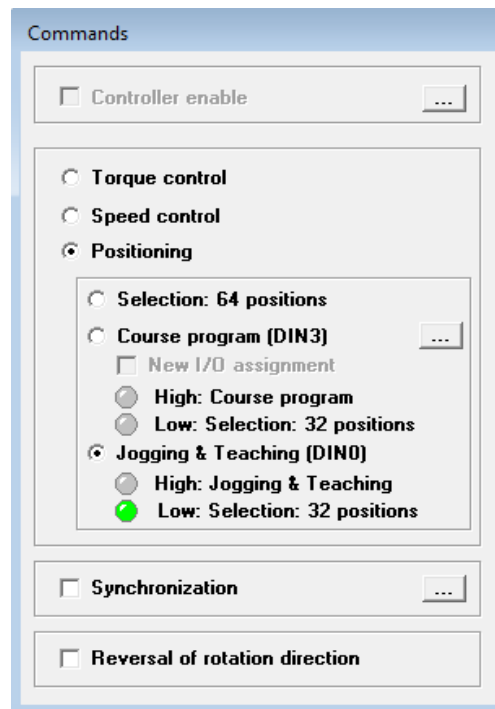 Commands
Controller enable
...
Torque control
Speed control
Positioning
Selection: 64 positions
Course program (DIN3)
...
New I/O assignment
High: Course program
Low: Selection: 32 positions
Jogging & Teaching (DIN0)
High: Jogging & Teaching
Low: Selection: 32 positions
Synchronization
...
Reversal of rotation direction